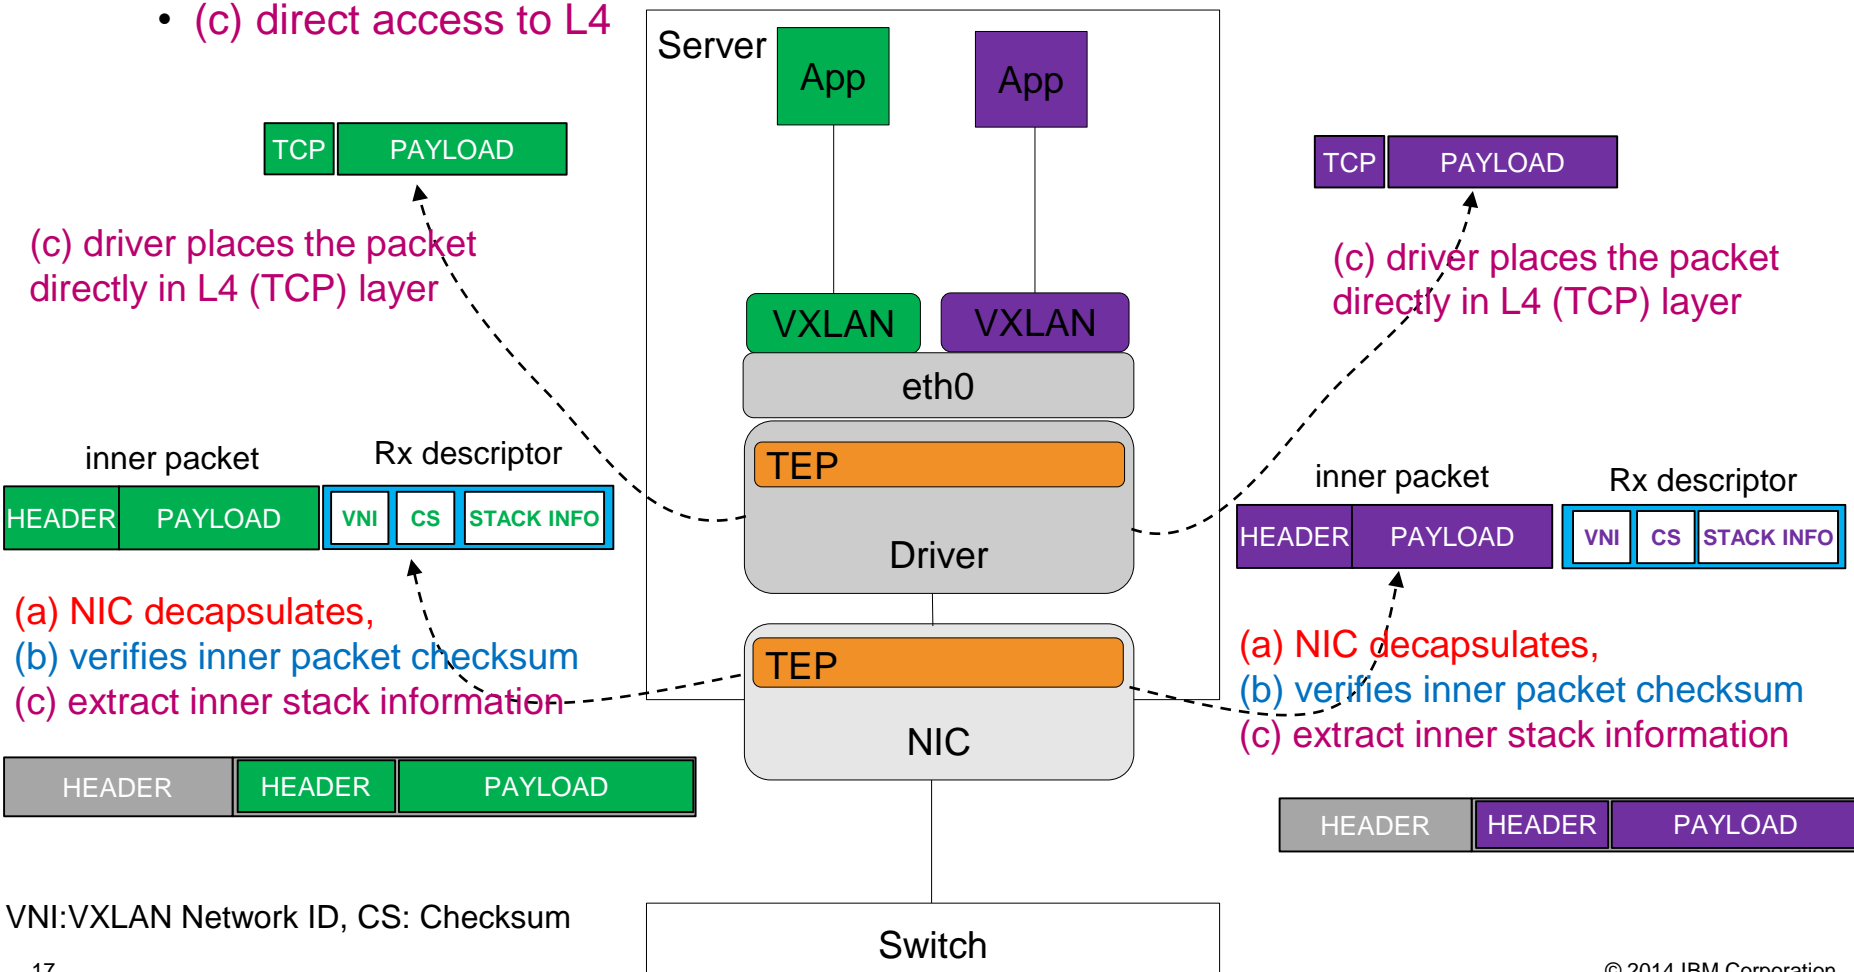 • (c) direct access to L4
Server
App
App
TCP PAYLOAD
TCP PAYLOAD
(c) driver places the packet
directly in L4 (TCP) layer
(c) driver places the packet
directly in L4 (TCP) layer
VXLAN
VXLAN
eth0
TEP
Driver
inner packet
Rx descriptor
HEADER PAYLOAD VNI CS STACK INFO
inner packet
Rx descriptor
HEADER PAYLOAD VNI CS STACK INFO
(a) NIC decapsulates,
(b) verifies inner packet checksum
(c) extract inner stack information
TEP
NIC
(a) NIC decapsulates,
(b) verifies inner packet checksum
(c) extract inner stack information
HEADER HEADER PAYLOAD
HEADER HEADER PAYLOAD
VNI:VXLAN Network ID, CS: Checksum
Switch
17
© 2014 IBM Corporation